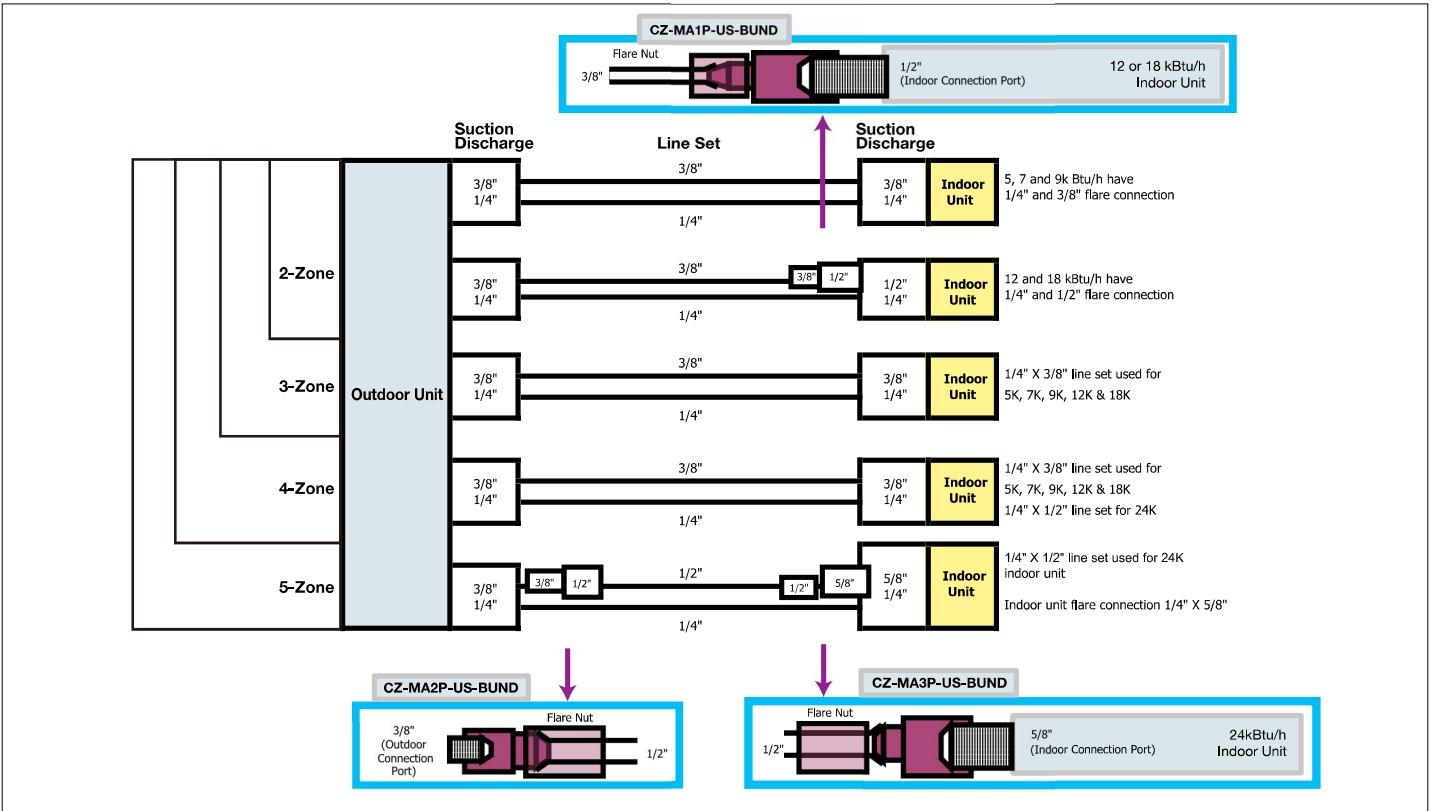 CZ-MA1P-US-BUND
Flare Nut
3/8"
1/2"
(Indoor Connection Port)
12 or 18 kBtu/h
Indoor Unit
Suction
Discharge
Line Set
Suction
Discharge
3/8"
1/4"
3/8"
1/4"
3/8"
1/4"
Indoor
Unit
5, 7 and 9k Btu/h have
1/4" and 3/8" flare connection
2-Zone
3/8"
1/4"
3/8"
1/4"
3/8"
1/2"
1/2"
1/4"
Indoor
Unit
12 and 18 kBtu/h have
1/4" and 1/2" flare connection
3-Zone
Outdoor Unit
3/8"
1/4"
3/8"
1/4"
3/8"
1/4"
Indoor
Unit
1/4" X 3/8" line set used for
5K, 7K, 9K, 12K & 18K
4-Zone
3/8"
1/4"
3/8"
1/4"
3/8"
1/4"
Indoor
Unit
1/4" X 3/8" line set used for
5K, 7K, 9K, 12K & 18K
1/4" X 1/2" line set for 24K
5-Zone
3/8"
1/4"
3/8"
1/2"
1/2"
1/4"
1/2"
5/8"
5/8"
1/4"
Indoor
Unit
1/4" X 1/2" line set used for 24K
indoor unit
Indoor unit flare connection 1/4" X 5/8"
CZ-MA2P-US-BUND
3/8"
(Outdoor
Connection
Port)
Flare Nut
1/2"
CZ-MA3P-US-BUND
Flare Nut
1/2"
5/8"
(Indoor Connection Port)
24kBtu/h
Indoor Unit